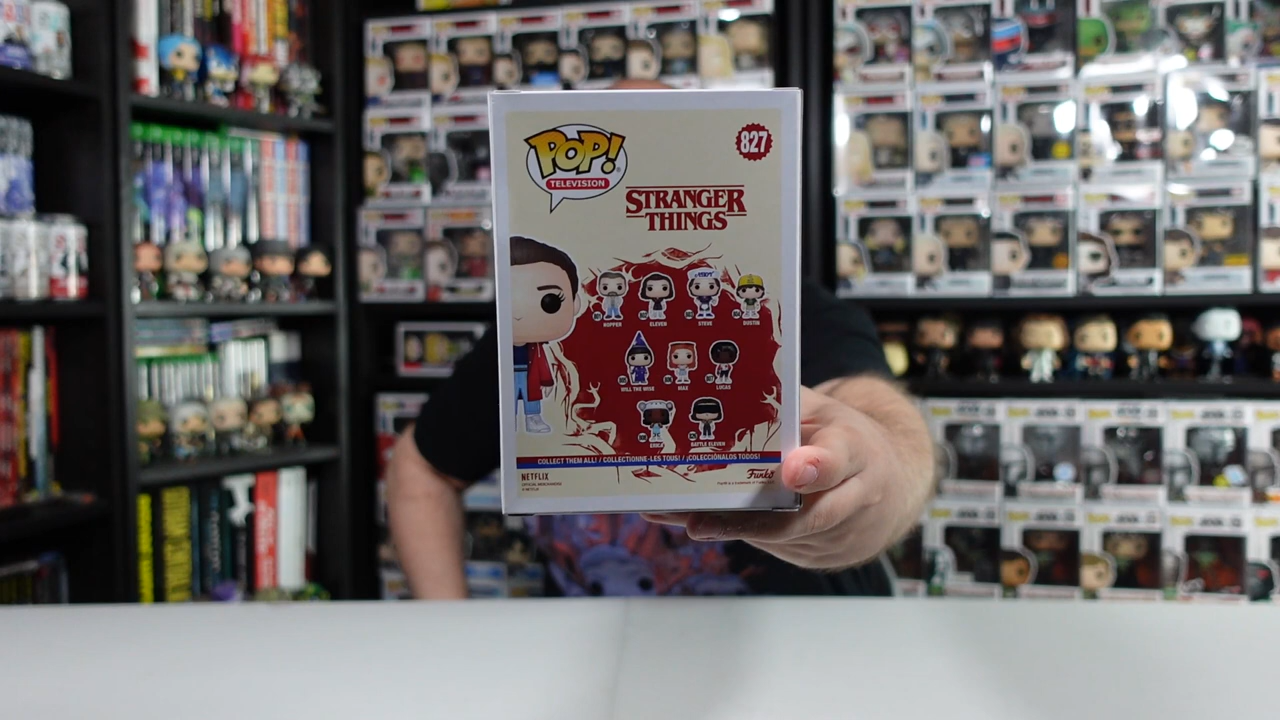 POP!
TELEVISION
827
STRANGER
THINGS
HOPPER
ELEVEN
STEVE
DUSTIN
WILL THE WISE
MAX
LUCAS
ERICA
BATTLE ELEVEN
COLLECT THEM ALL! / COLLECTIONNE-LES TOUS! / ¡COLECCIÓNALOS TODOS!
NETFLIX
Funko